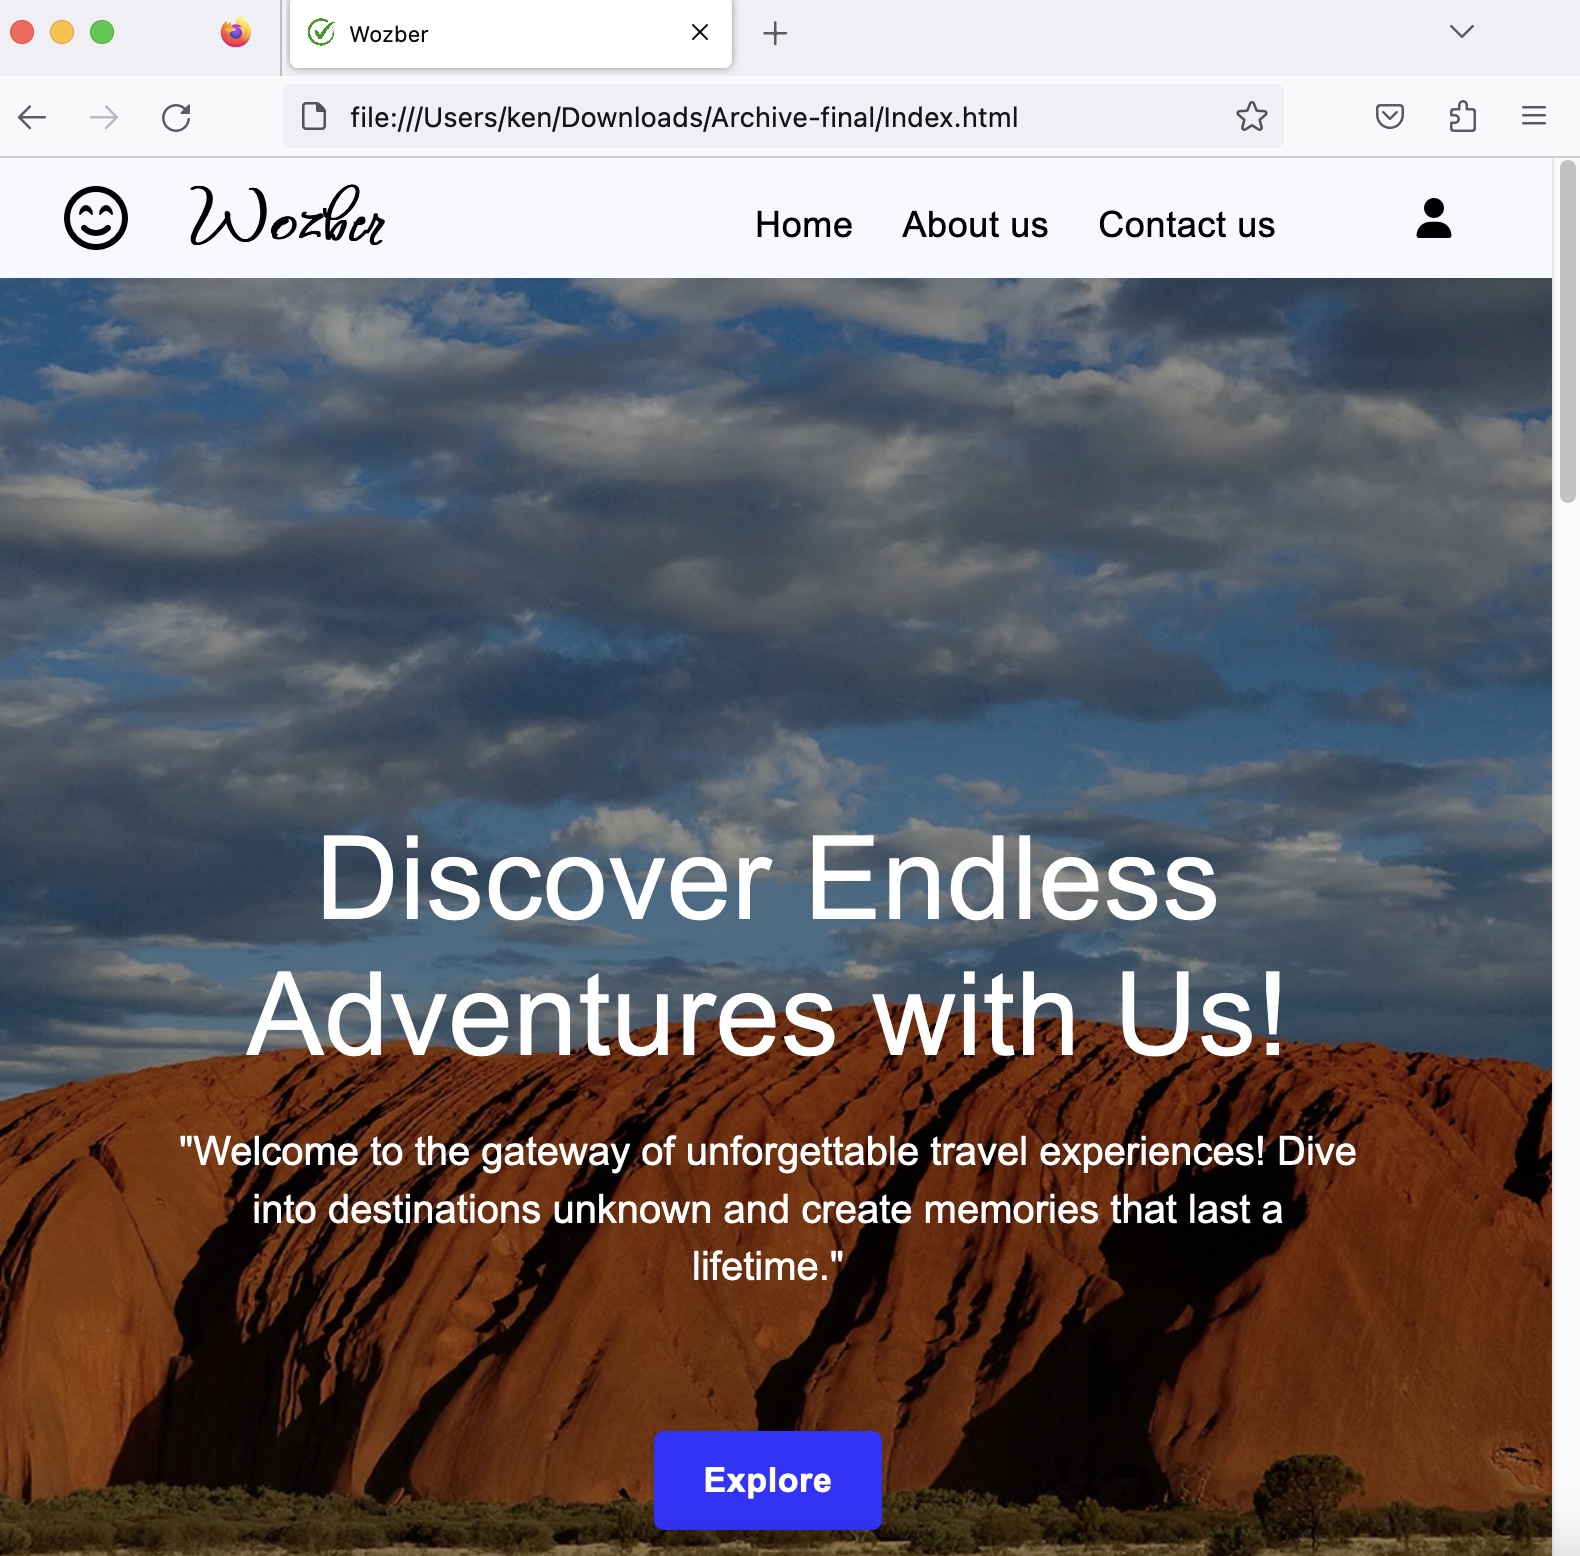 Wozber
file:///Users/ken/Downloads/Archive-final/Index.html
Wozber
Home About us Contact us
Discover Endless
Adventures with Us!
"Welcome to the gateway of unforgettable travel experiences! Dive
into destinations unknown and create memories that last a
lifetime."
Explore